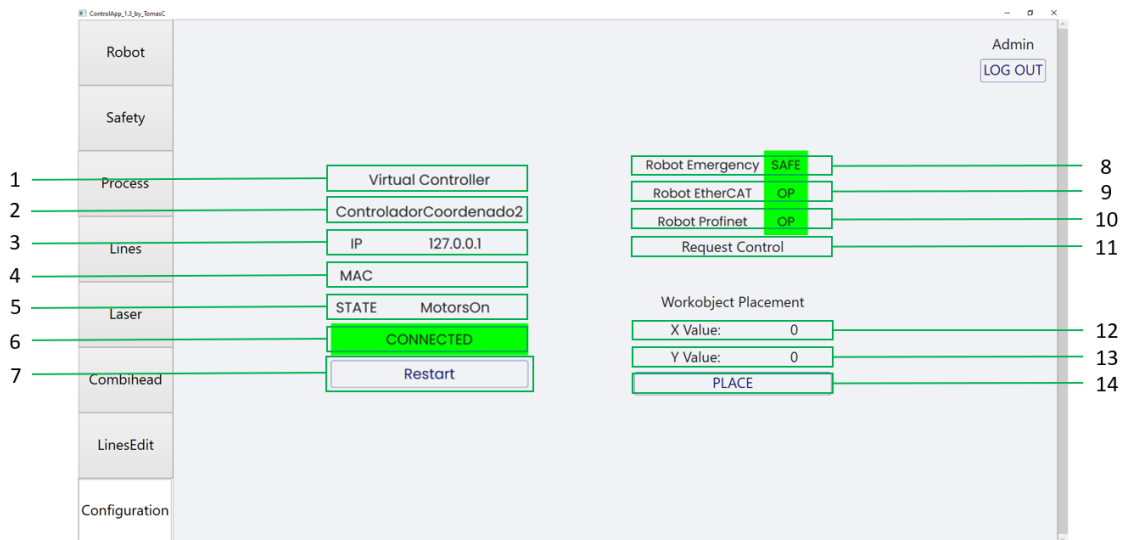 ControlApp_1.3_by_TomasC
Admin
LOG OUT
Robot
Safety
Process
Lines
Laser
Combihead
LinesEdit
Configuration
1 Virtual Controller
2 ControladorCoordenado2
3 IP 127.0.0.1
4 MAC
5 STATE MotorsOn
6 CONNECTED
7 Restart
Robot Emergency SAFE 8
Robot EtherCAT OP 9
Robot Profinet OP 10
Request Control 11
Workobject Placement
X Value: 0 12
Y Value: 0 13
PLACE 14